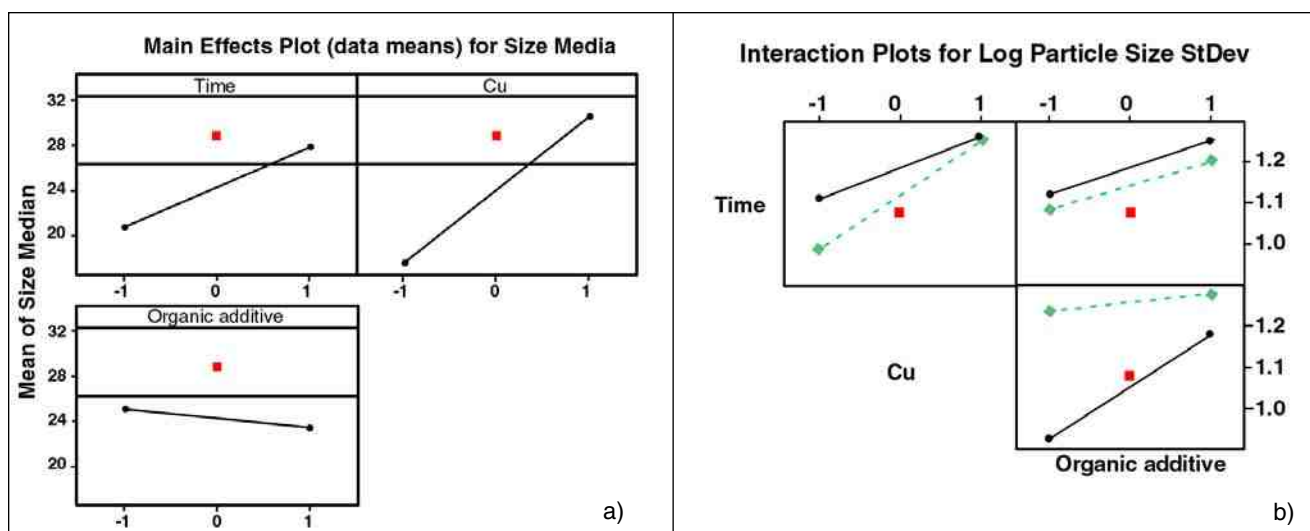 Main Effects Plot (data means) for Size Media
Time
Cu
Mean of Size Median
32
28
24
20
-1 0 1
-1 0 1
Organic additive
32
28
24
20
-1 0 1
a)
Interaction Plots for Log Particle Size StDev
-1 0 1
-1 0 1
Time
1.2
1.1
1.0
Cu
1.2
1.1
1.0
Organic additive
b)